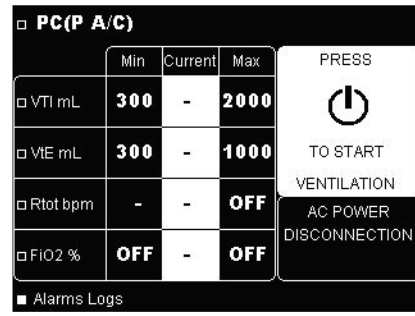 PC(P A/C)
Min Current Max
VTI mL 300 - 2000
VtE mL 300 - 1000
Rtot bpm - - OFF
FiO2 % OFF - OFF
Alarms Logs
PRESS
TO START
VENTILATION
AC POWER
DISCONNECTION